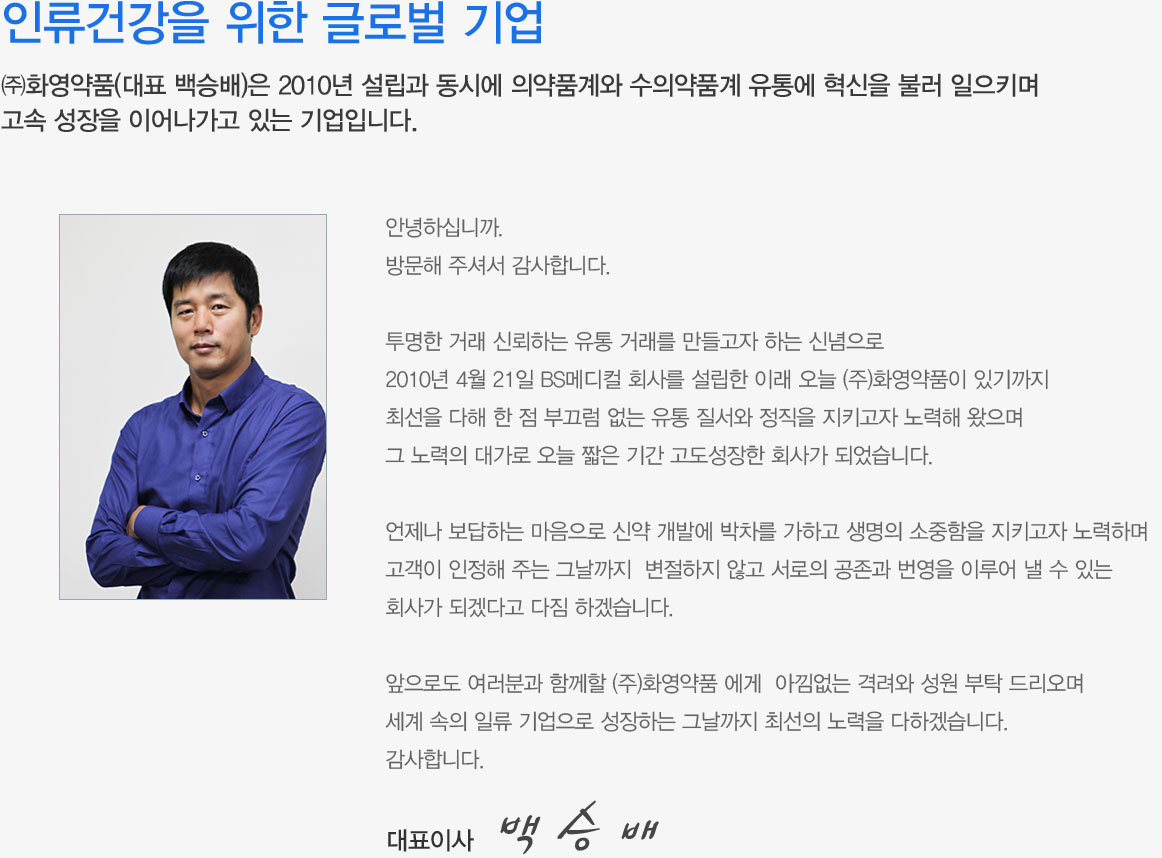 인류건강을 위한 글로벌 기업
㈜화영약품(대표 백승배)은 2010년 설립과 동시에 의약품계와 수의약품계 유통에 혁신을 불러 일으키며
고속 성장을 이어나가고 있는 기업입니다.
안녕하십니까.
방문해 주셔서 감사합니다.
투명한 거래 신뢰하는 유통 거래를 만들고자 하는 신념으로
2010년 4월 21일 BS메디컬 회사를 설립한 이래 오늘 (주)화영약품이 있기까지
최선을 다해 한 점 부끄럼 없는 유통 질서와 정직을 지키고자 노력해 왔으며
그 노력의 대가로 오늘 짧은 기간 고도성장한 회사가 되었습니다.
언제나 보답하는 마음으로 신약 개발에 박차를 가하고 생명의 소중함을 지키고자 노력하며
고객이 인정해 주는 그날까지 변절하지 않고 서로의 공존과 번영을 이루어 낼 수 있는
회사가 되겠다고 다짐 하겠습니다.
앞으로도 여러분과 함께할 (주)화영약품 에게 아낌없는 격려와 성원 부탁 드리오며
세계 속의 일류 기업으로 성장하는 그날까지 최선의 노력을 다하겠습니다.
감사합니다.
대표이사 백 승 배